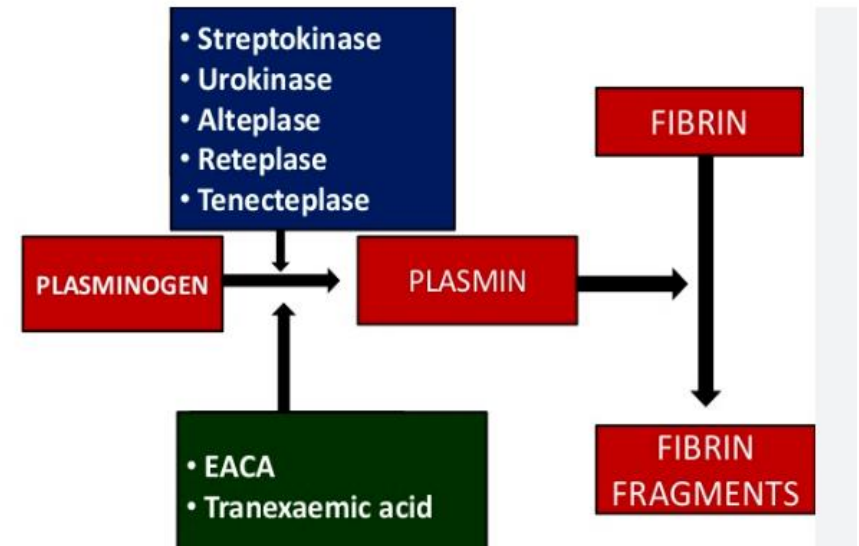 • Streptokinase
• Urokinase
• Alteplase
• Reteplase
• Tenecteplase
FIBRIN
PLASMINOGEN
PLASMIN
• EACA
• Tranexaemic acid
FIBRIN
FRAGMENTS